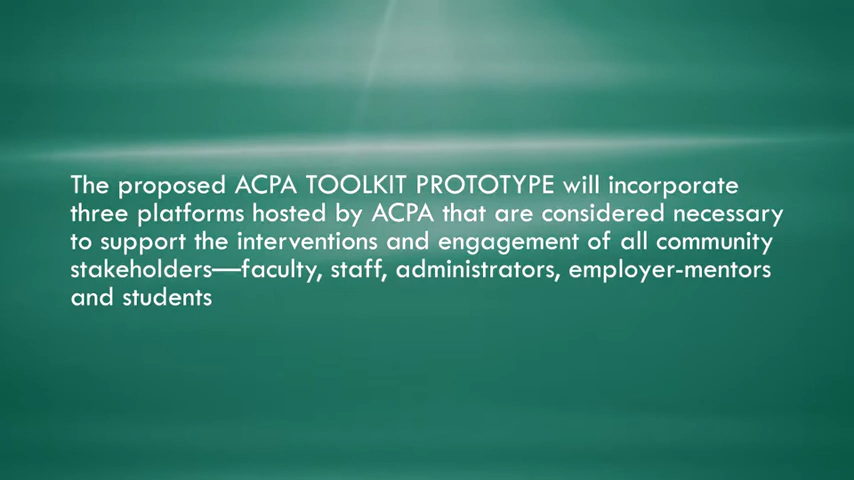 The proposed ACPA TOOLKIT PROTOTYPE will incorporate
three platforms hosted by ACPA that are considered necessary
to support the interventions and engagement of all community
stakeholders—faculty, staff, administrators, employer-mentors
and students